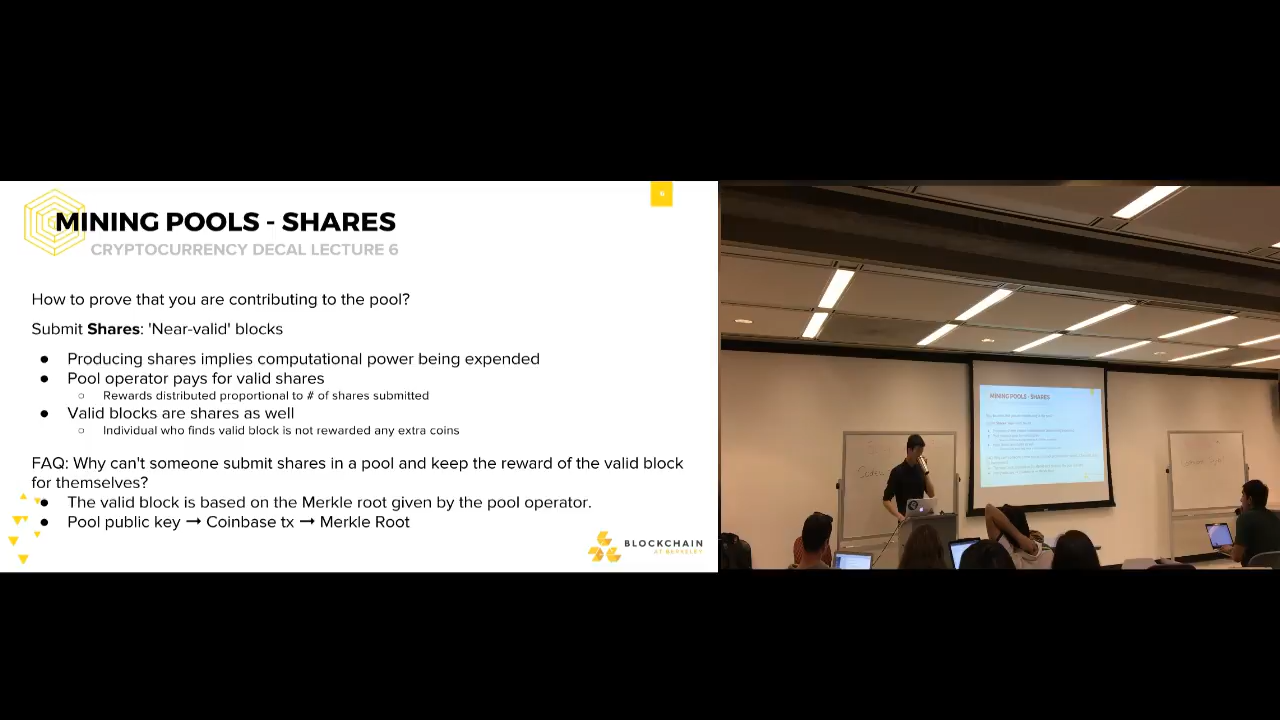 MINING POOLS - SHARES
CRYPTOCURRENCY DECAL LECTURE 6
How to prove that you are contributing to the pool?
Submit Shares: 'Near-valid' blocks
● Producing shares implies computational power being expended
● Pool operator pays for valid shares
○ Rewards distributed proportional to # of shares submitted
● Valid blocks are shares as well
○ Individual who finds valid block is not rewarded any extra coins
FAQ: Why can't someone submit shares in a pool and keep the reward of the valid block
for themselves?
● The valid block is based on the Merkle root given by the pool operator.
● Pool public key → Coinbase tx → Merkle Root
BLOCKCHAIN
AT BERKELEY
MINING POOLS - SHARES